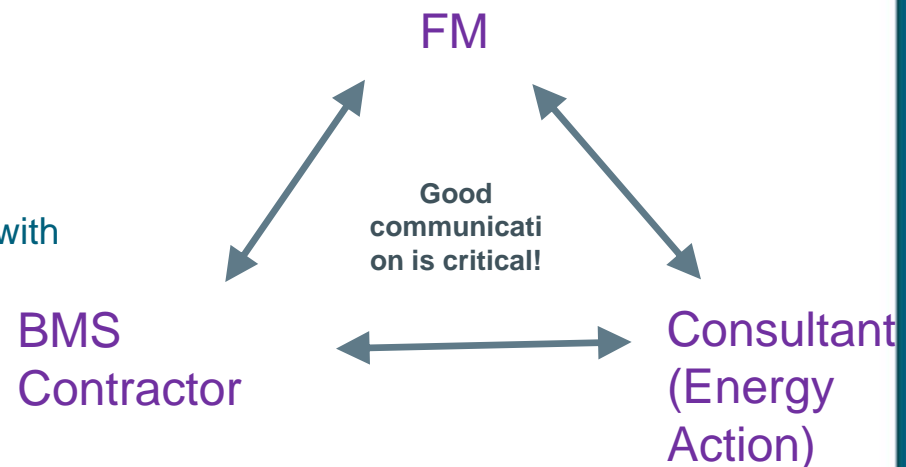 FM
Good
communicati
on is critical!
with
BMS
Contractor
Consultant
(Energy
Action)